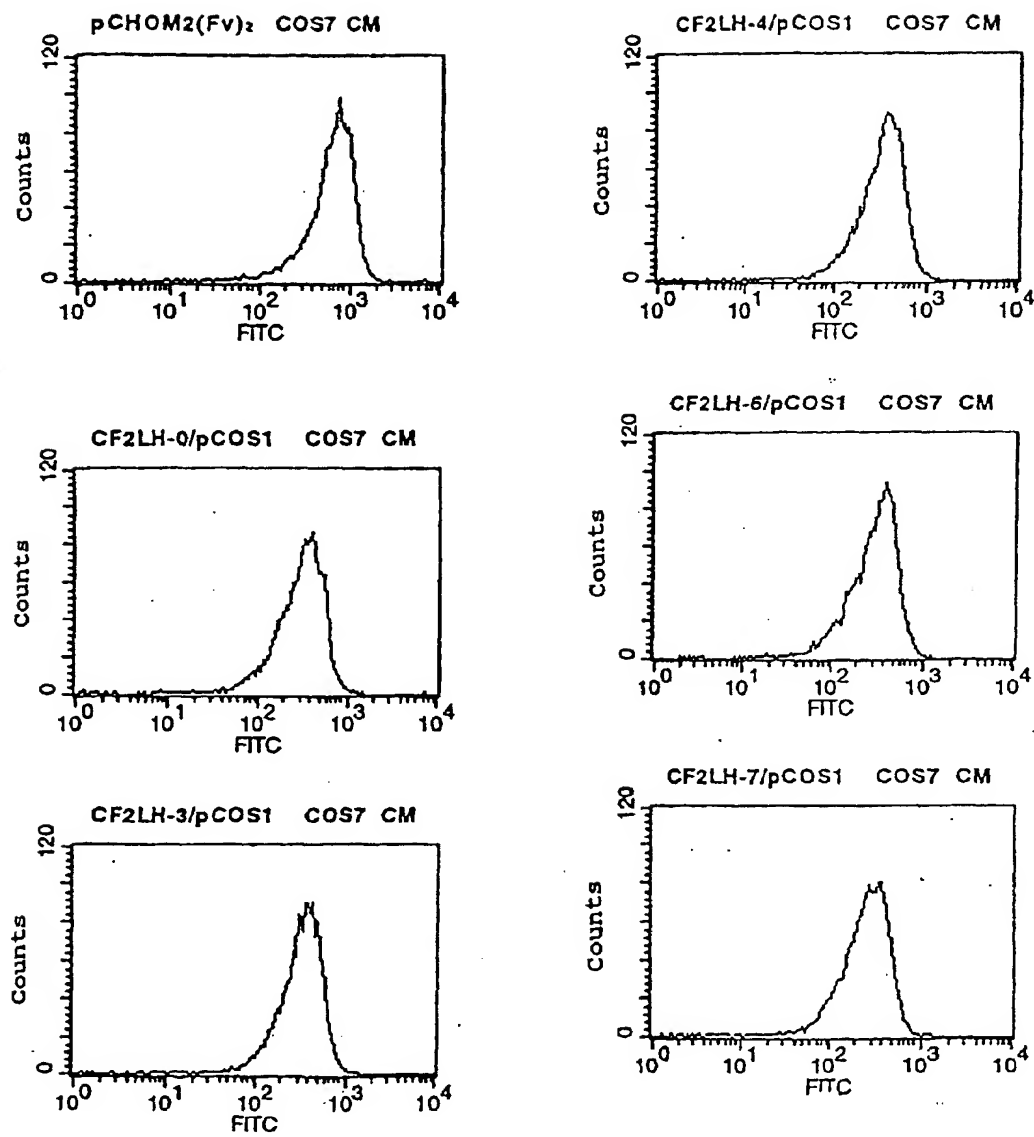 pCHOM2(Fv)₂ COS7 CM
120
Counts
0
10⁰ 10¹ 10² 10³ 10⁴
FITC
CF2LH-4/pCOS1 COS7 CM
120
Counts
0
10⁰ 10¹ 10² 10³ 10⁴
FITC
CF2LH-0/pCOS1 COS7 CM
120
Counts
0
10⁰ 10¹ 10² 10³ 10⁴
FITC
CF2LH-6/pCOS1 COS7 CM
120
Counts
0
10⁰ 10¹ 10² 10³ 10⁴
FITC
CF2LH-3/pCOS1 COS7 CM
120
Counts
0
10⁰ 10¹ 10² 10³ 10⁴
FITC
CF2LH-7/pCOS1 COS7 CM
120
Counts
0
10⁰ 10¹ 10² 10³ 10⁴
FITC